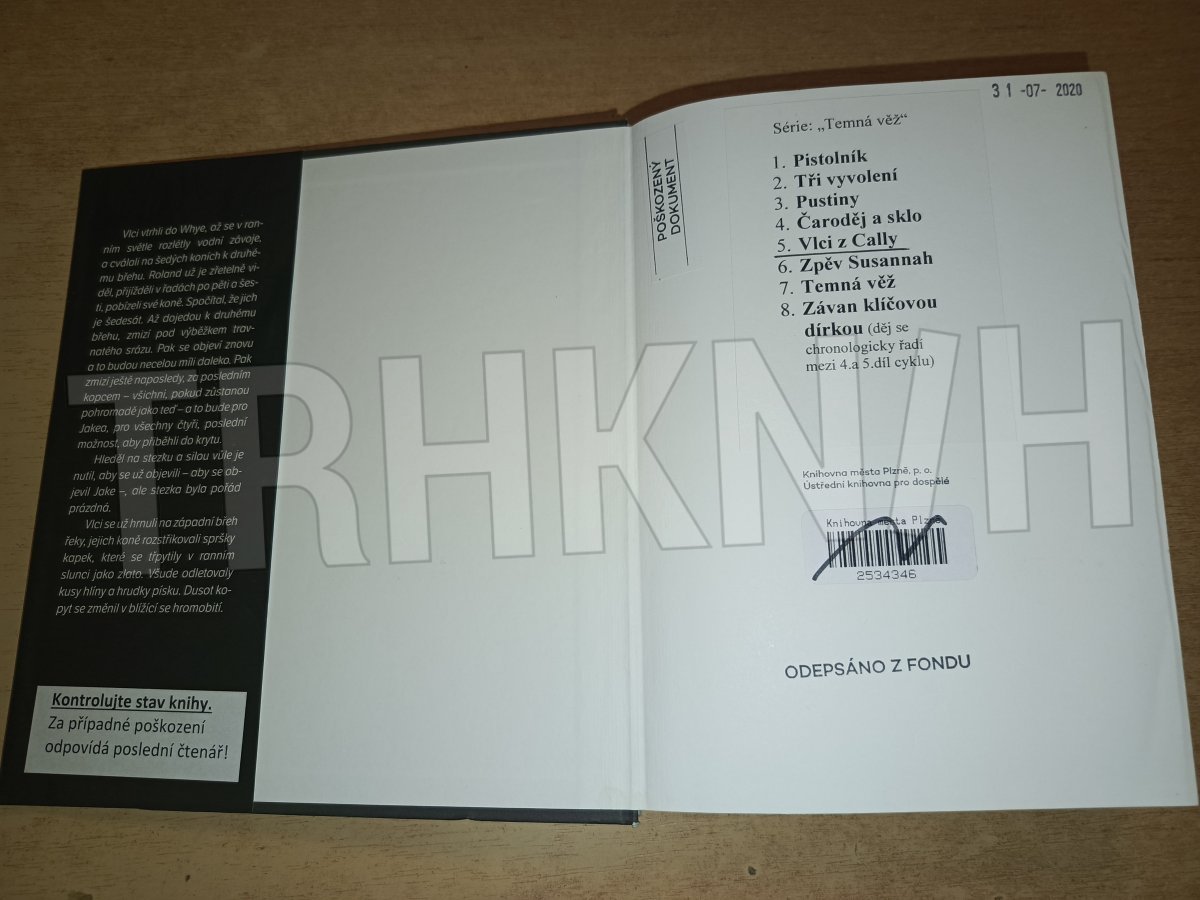 Vlci vtrhli do Whye, až se v ran-
ním světle rozlétly vodní závoje,
a cválali na šedých koních k druhé-
mu břehu. Roland už je zřetelně vi-
děl, přijížděli v řadách po pěti a šes-
ti, pobízeli své koně. Spočítal, že jich
je šedesát. Až dojedou k druhému
břehu, zmizí pod výběžkem trav-
natého srázu. Pak se objeví znovu
a to budou necelou míli daleko. Pak
zmizí ještě naposledy, za posledním
kopcem – všichni, pokud zůstanou
pohromadě jako teď – a to bude pro
Jakea, pro všechny čtyři, poslední
možnost, aby přiběhli do krytu.
Hleděl na stezku a silou vůle je
nutil, aby se už objevili – aby se ob-
jevil Jake –, ale stezka byla pořád
prázdná.
Vlci se už hrnuli na západní břeh
řeky, jejich koně rozstřikovali spršky
kapek, které se třpytily v ranním
slunci jako zlato. Všude odletovaly
kusy hlíny a hrudky písku. Dusot ko-
pyt se změnil v blížící se hromobití.
Kontrolujte stav knihy.
Za případné poškození
odpovídá poslední čtenář!
POŠKOZENÝ
DOKUMENT
31 -07- 2020
Série: „Temná věž“
1. Pistolník
2. Tři vyvolení
3. Pustiny
4. Čaroděj a sklo
5. Vlci z Cally
6. Zpěv Susannah
7. Temná věž
8. Závan klíčovou
dírkou (děj se
chronologicky řadí
mezi 4.a 5.díl cyklu)
TRHKNIH
Knihovna města Plzně, p. o.
Ústřední knihovna pro dospělé
Knihovna města Plzně
2534346
ODEPSÁNO Z FONDU